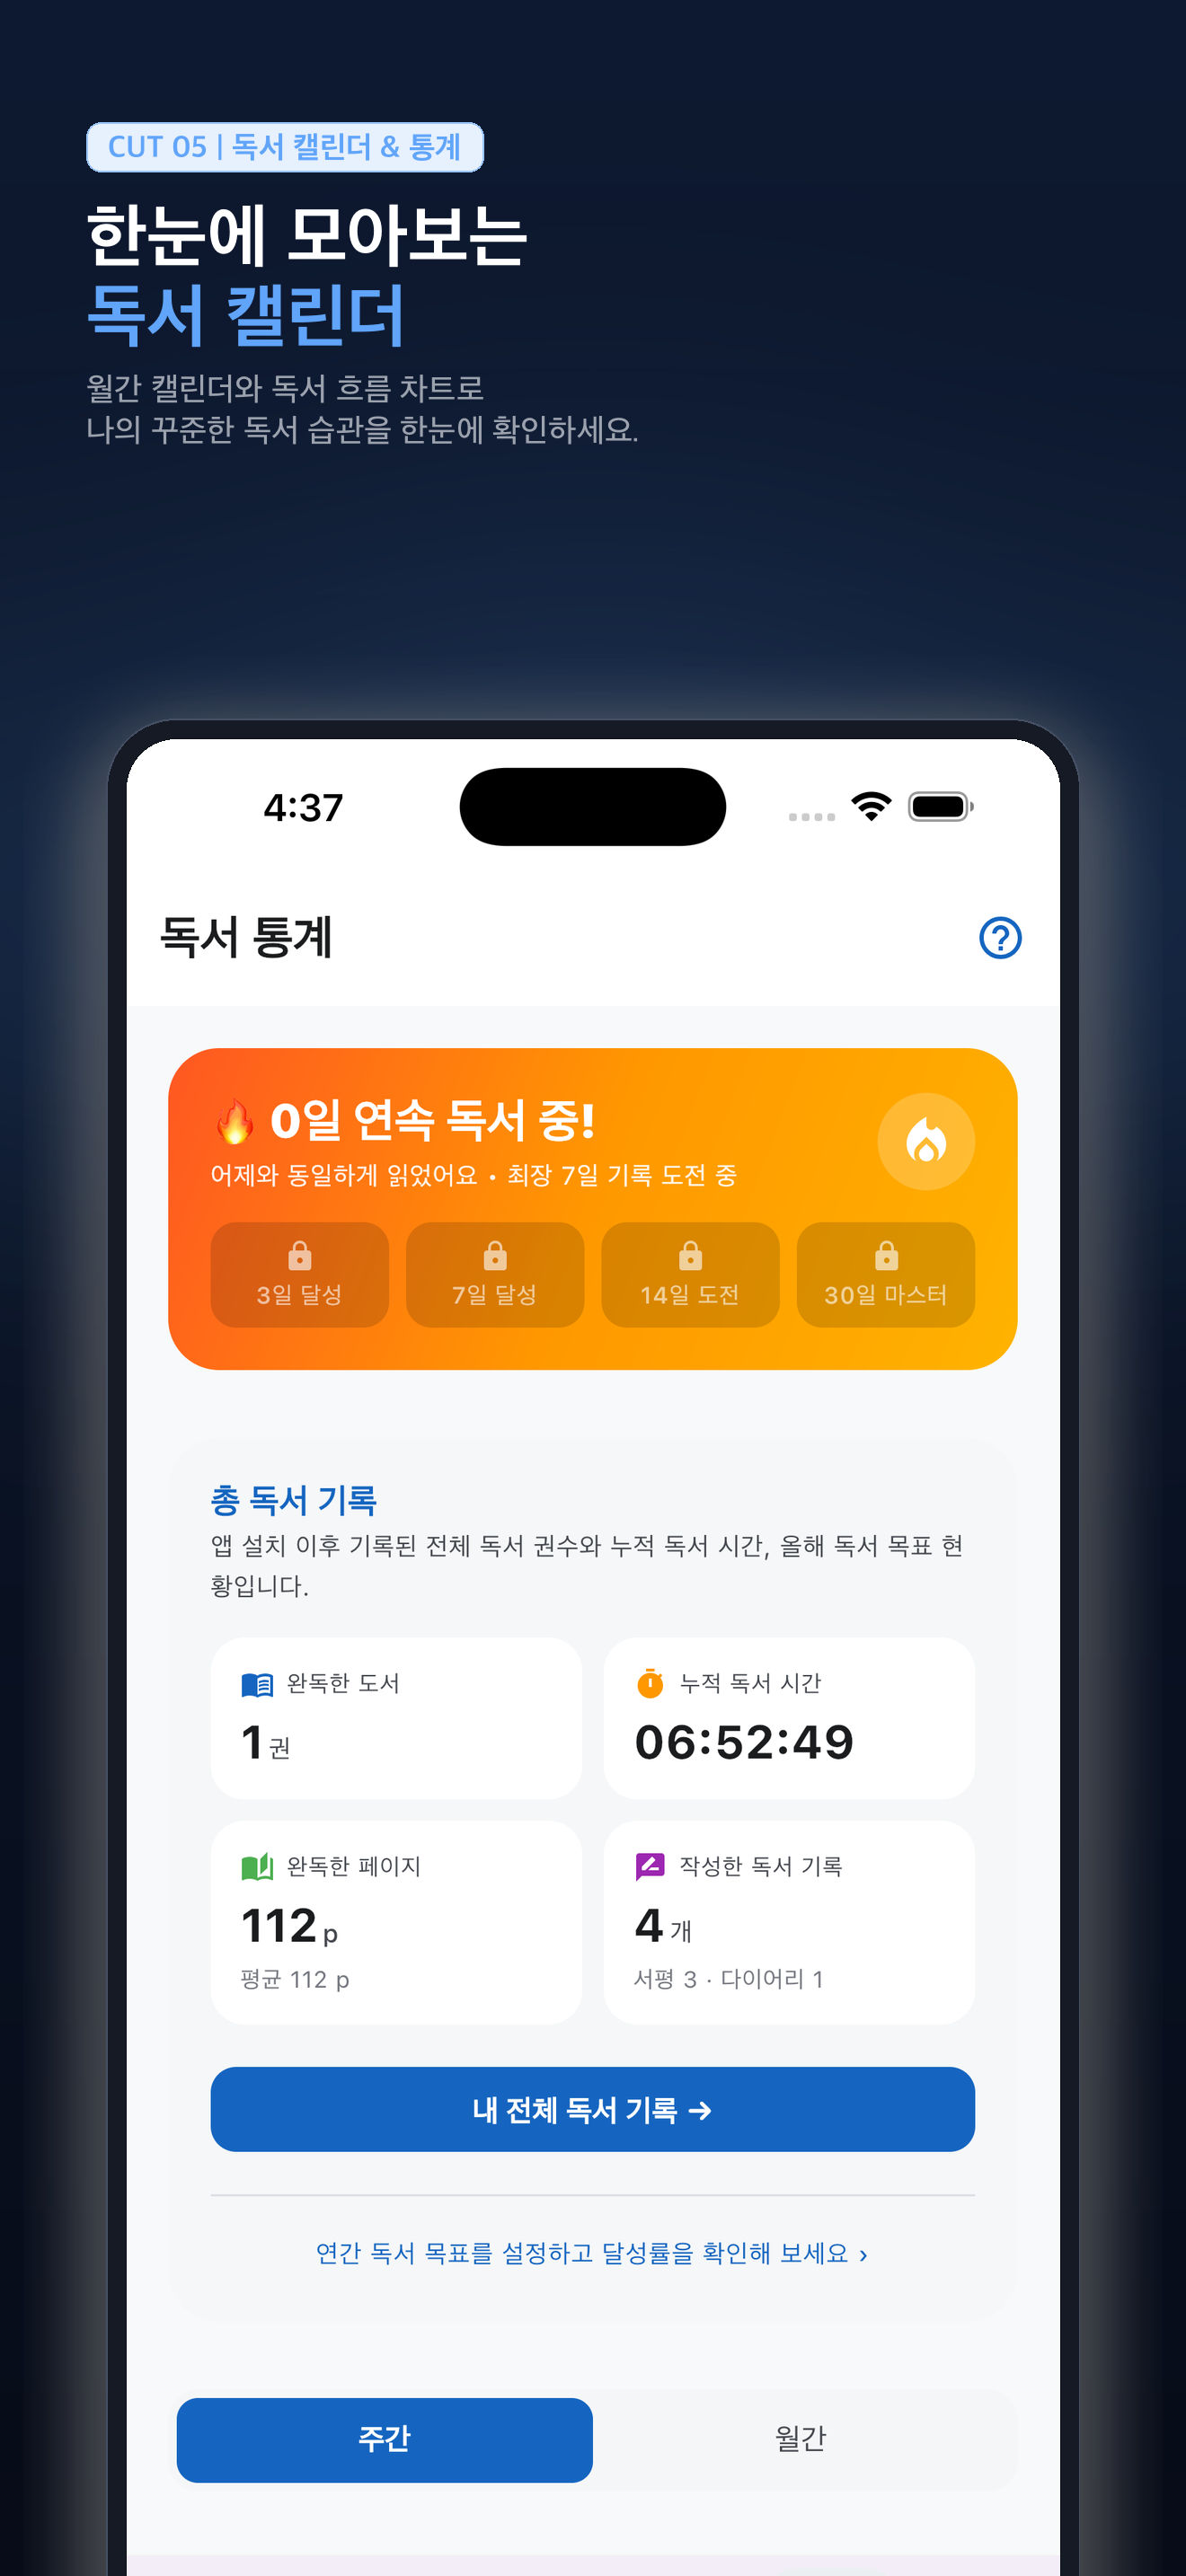 CUT 05 | 독서 캘린더 & 통계
한눈에 모아보는
독서 캘린더
월간 캘린더와 독서 흐름 차트로
나의 꾸준한 독서 습관을 한눈에 확인하세요.
4:37
독서 통계
?
🔥 0일 연속 독서 중!
어제와 동일하게 읽었어요 • 최장 7일 기록 도전 중
3일 달성
7일 달성
14일 도전
30일 마스터
총 독서 기록
앱 설치 이후 기록된 전체 독서 권수와 누적 독서 시간, 올해 독서 목표 현
황입니다.
완독한 도서
1 권
누적 독서 시간
06:52:49
완독한 페이지
112 p
평균 112 p
작성한 독서 기록
4 개
서평 3 · 다이어리 1
내 전체 독서 기록 →
연간 독서 목표를 설정하고 달성률을 확인해 보세요 ›
주간
월간